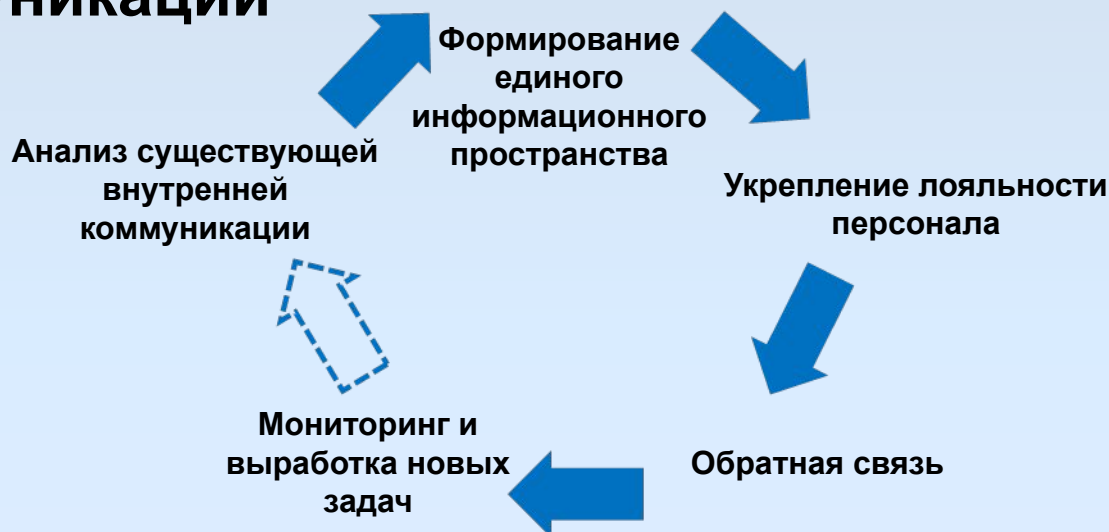 никации
Формирование
единого
информационного
пространства
Анализ существующей
внутренней
коммуникации
Укрепление лояльности
персонала
Мониторинг и
выработка новых
задач
Обратная связь